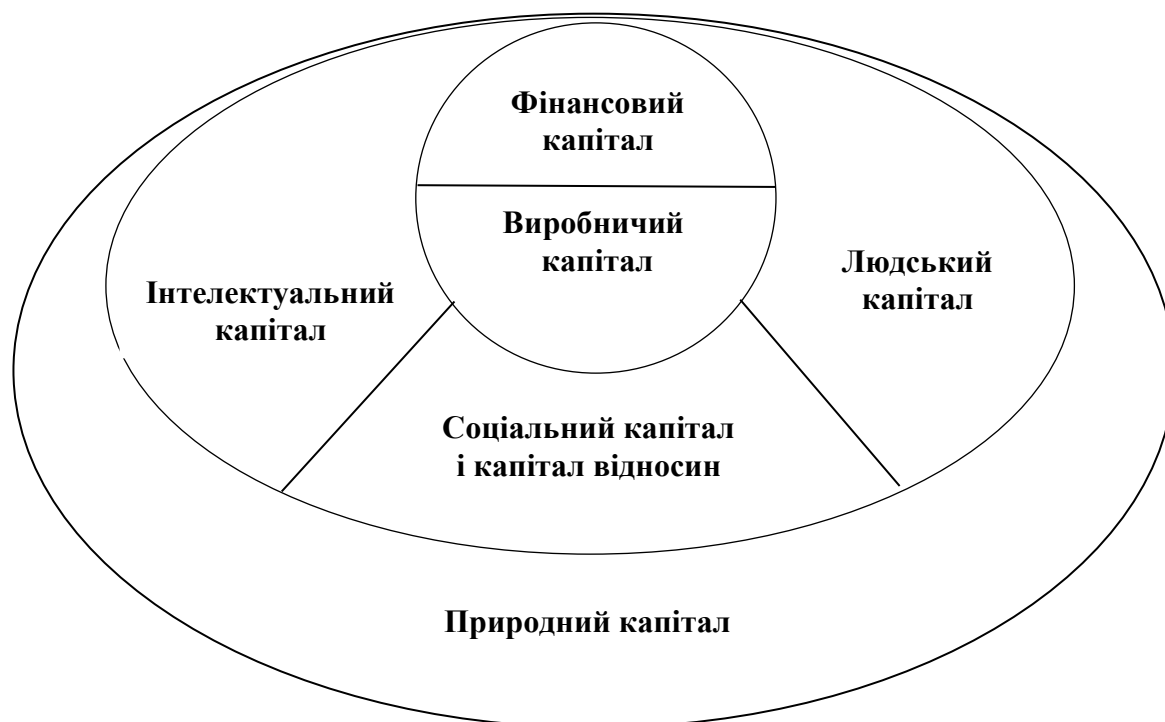 Фінансовий
капітал
Виробничий
капітал
Інтелектуальний
капітал
Людський
капітал
Соціальний капітал
і капітал відносин
Природний капітал